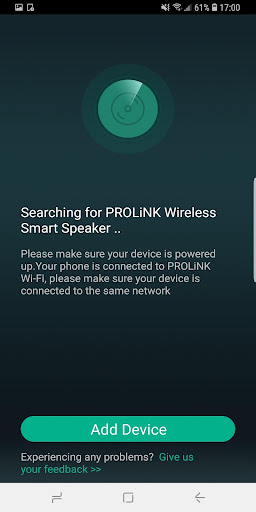 61% 17:00
Searching for PROLiNK Wireless
Smart Speaker ..
Please make sure your device is powered
up.Your phone is connected to PROLiNK
Wi-Fi, please make sure your device is
connected to the same network
Add Device
Experiencing any problems? Give us
your feedback >>